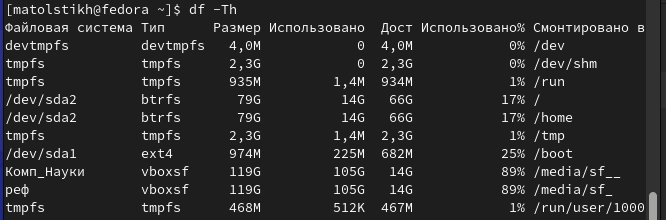 [matolstikh@fedora ~]$ df -Th
Файловая система Тип Размер Использовано Дост Использовано% Смонтировано в
devtmpfs devtmpfs 4,0M 0 4,0M 0% /dev
tmpfs tmpfs 2,3G 0 2,3G 0% /dev/shm
tmpfs tmpfs 935M 1,4M 934M 1% /run
/dev/sda2 btrfs 79G 14G 66G 17% /
/dev/sda2 btrfs 79G 14G 66G 17% /home
tmpfs tmpfs 2,3G 1,4M 2,3G 1% /tmp
/dev/sda1 ext4 974M 225M 682M 25% /boot
Комп_Науки vboxsf 119G 105G 14G 89% /media/sf__
реф vboxsf 119G 105G 14G 89% /media/sf_
tmpfs tmpfs 468M 512K 467M 1% /run/user/1000